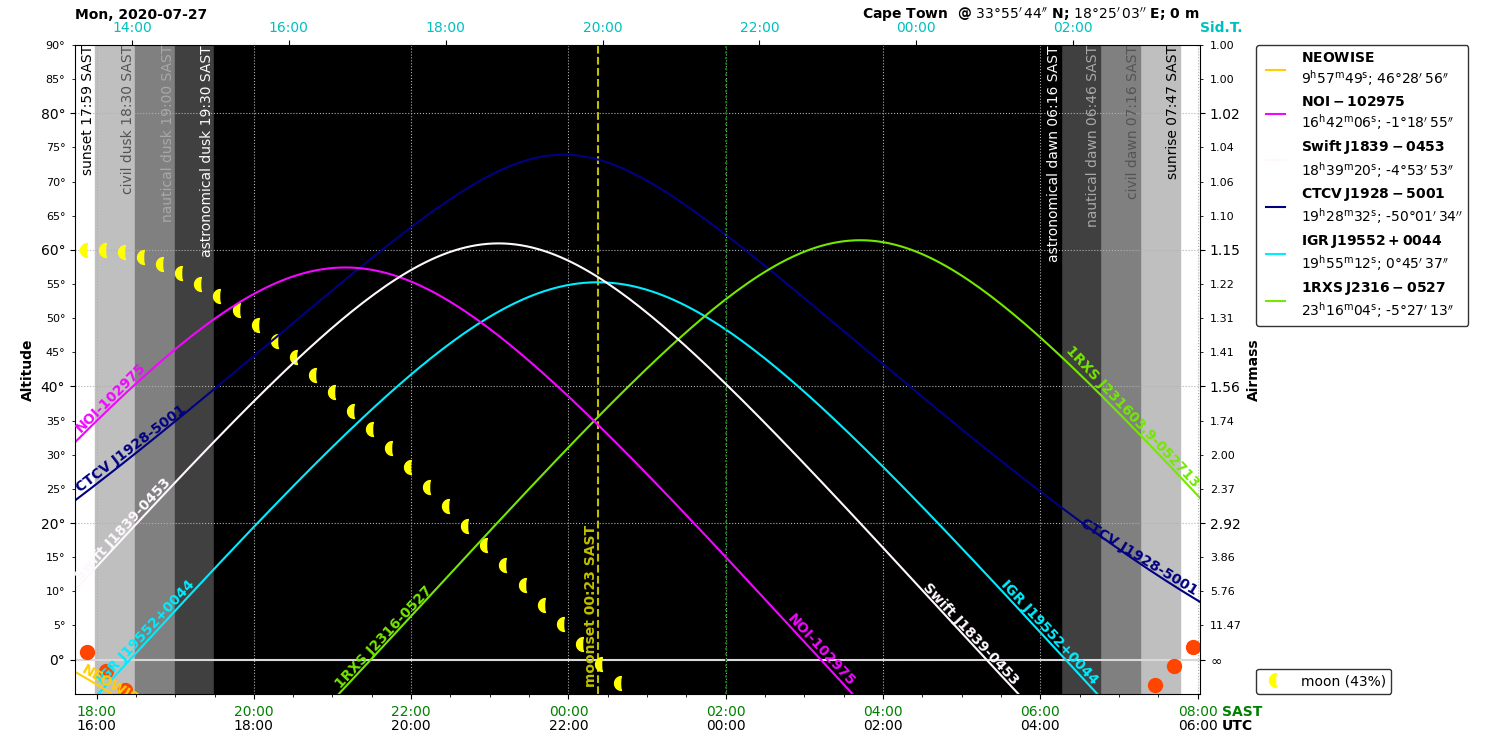 Mon, 2020-07-27
Cape Town @ 33°55′44″ N; 18°25′03″ E; 0 m
14:00 16:00 18:00 20:00 22:00 00:00 02:00 Sid.T.
90° 1.00
85° 1.00
80° 1.02
75° 1.04
70° 1.06
65° 1.10
60° 1.15
55° 1.22
50° 1.31
45° 1.41
40° 1.56
35° 1.74
30° 2.00
25° 2.37
20° 2.92
15° 3.86
10° 5.76
5° 11.47
0° ∞
Altitude
Airmass
sunset 17:59 SAST
civil dusk 18:30 SAST
nautical dusk 19:00 SAST
astronomical dusk 19:30 SAST
moonset 00:23 SAST
astronomical dawn 06:16 SAST
nautical dawn 06:46 SAST
civil dawn 07:16 SAST
sunrise 07:47 SAST
NOI-102975
CTCV J1928-5001
Swift J1839-0453
IGR J19552+0044
1RXS J2316-0527
NOI-102975
Swift J1839-0453
IGR J19552+0044
1RXS J231603.9-052713
CTCV J1928-5001
18:00 20:00 22:00 00:00 02:00 04:00 06:00 08:00 SAST
16:00 18:00 20:00 22:00 00:00 02:00 04:00 06:00 UTC
NEOWISE
9h57m49s; 46°28′56″
NOI−102975
16h42m06s; -1°18′55″
Swift J1839−0453
18h39m20s; -4°53′53″
CTCV J1928−5001
19h28m32s; -50°01′34″
IGR J19552+0044
19h55m12s; 0°45′37″
1RXS J2316−0527
23h16m04s; -5°27′13″
moon (43%)